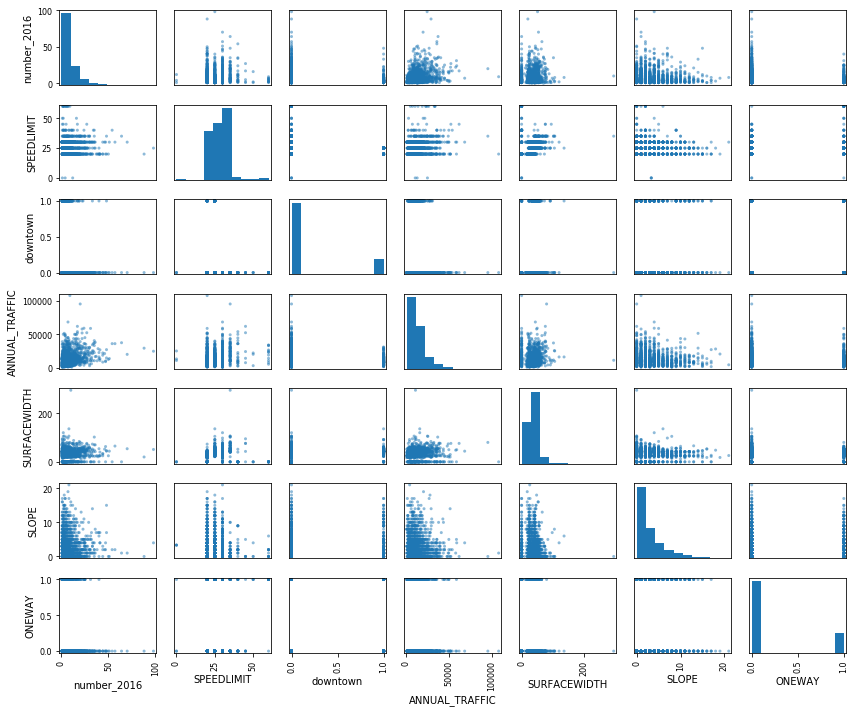 number_2016
100
50
0
SPEEDLIMIT
50
25
0
downtown
1.0
0.5
0.0
ANNUAL_TRAFFIC
100000
50000
0
SURFACEWIDTH
200
0
SLOPE
20
10
0
ONEWAY
1.0
0.5
0.0
0 50 100
0 25 50
0.0 0.5 1.0
0 50000 100000
0 200
0 10 20
0.0 0.5 1.0
number_2016 SPEEDLIMIT downtown ANNUAL_TRAFFIC SURFACEWIDTH SLOPE ONEWAY